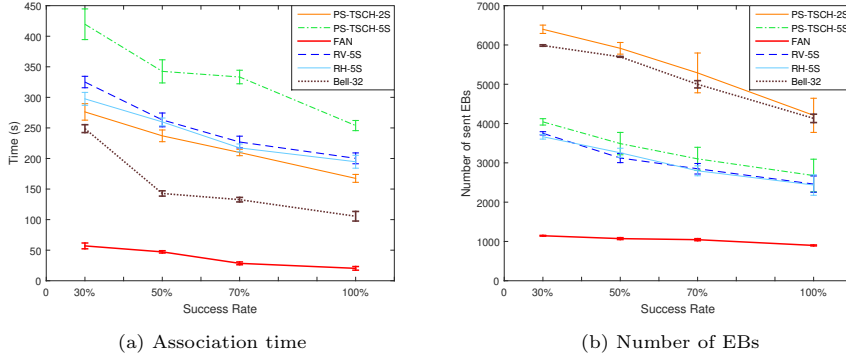 450
400
350
300
250
200
150
100
50
0
Time (s)
0
30%
50%
70%
100%
Success Rate
PS-TSCH-2S
PS-TSCH-5S
FAN
RV-5S
RH-5S
Bell-32
(a) Association time
7000
6000
5000
4000
3000
2000
1000
0
Number of sent EBs
0
30%
50%
70%
100%
Success Rate
PS-TSCH-2S
PS-TSCH-5S
FAN
RV-5S
RH-5S
Bell-32
(b) Number of EBs